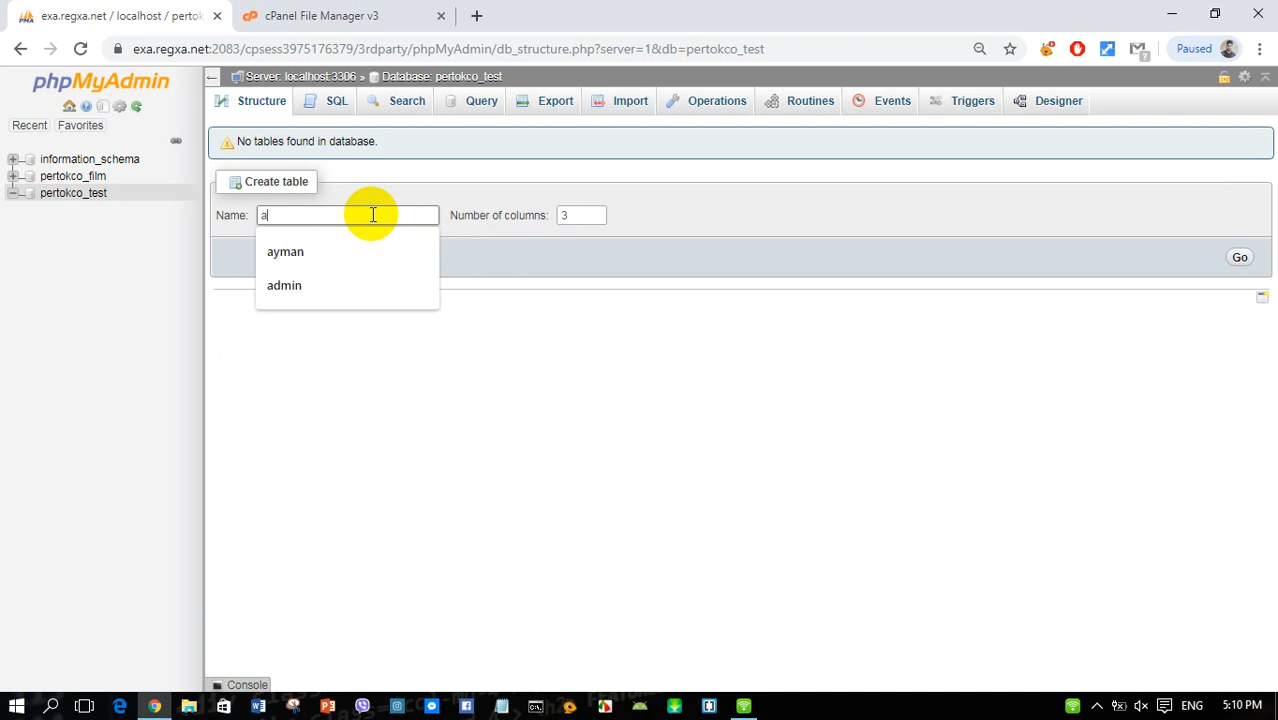 exa.regxa.net / localhost / pertok
cPanel File Manager v3
exa.regxa.net:2083/cpsess3975176379/3rdparty/phpMyAdmin/db_structure.php?server=1&db=pertokco_test
Paused
phpMyAdmin
Server: localhost:3306 » Database: pertokco_test
Structure SQL Search Query Export Import Operations Routines Events Triggers Designer
Recent Favorites
No tables found in database.
information_schema
pertokco_film
pertokco_test
Create table
Name: a Number of columns: 3
ayman
Go
admin
Console
ENG 5:10 PM